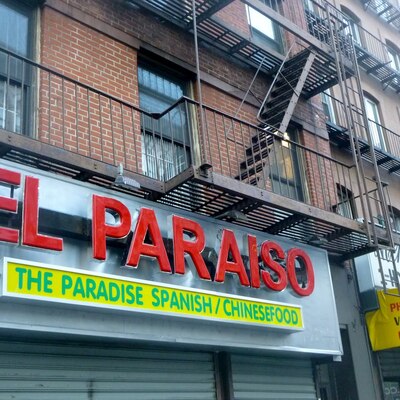 EL PARAISO
THE PARADISE SPANISH/CHINESEFOOD